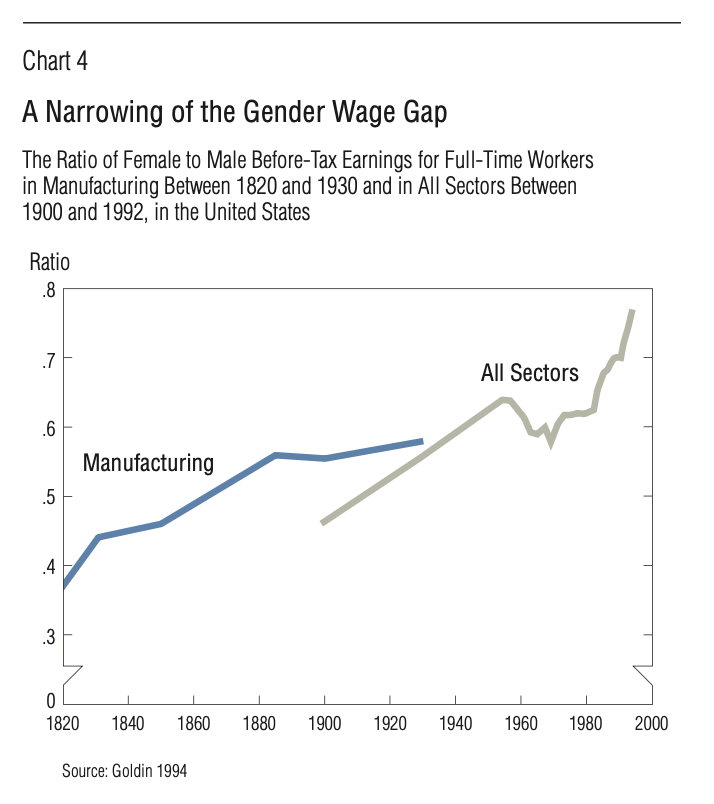 Chart 4
A Narrowing of the Gender Wage Gap
The Ratio of Female to Male Before-Tax Earnings for Full-Time Workers
in Manufacturing Between 1820 and 1930 and in All Sectors Between
1900 and 1992, in the United States
Ratio
.8
.7
All Sectors
.6
Manufacturing
.5
.4
.3
0
1820 1840 1860 1880 1900 1920 1940 1960 1980 2000
Source: Goldin 1994